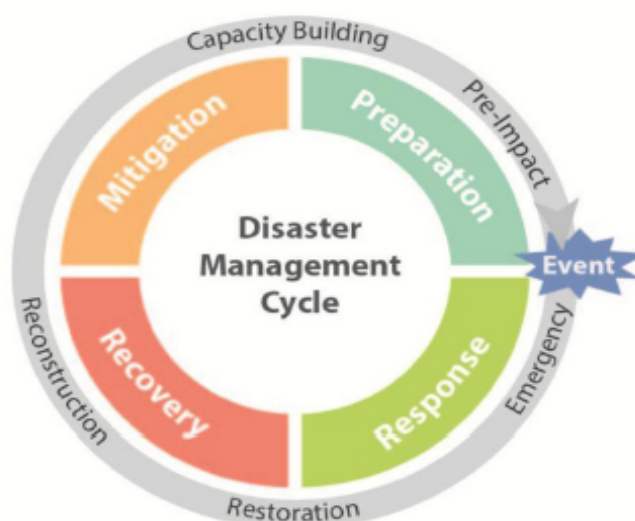 Capacity Building
Pre-Impact
Mitigation
Preparation
Disaster
Management
Cycle
Event
Reconstruction
Recovery
Response
Emergency
Restoration